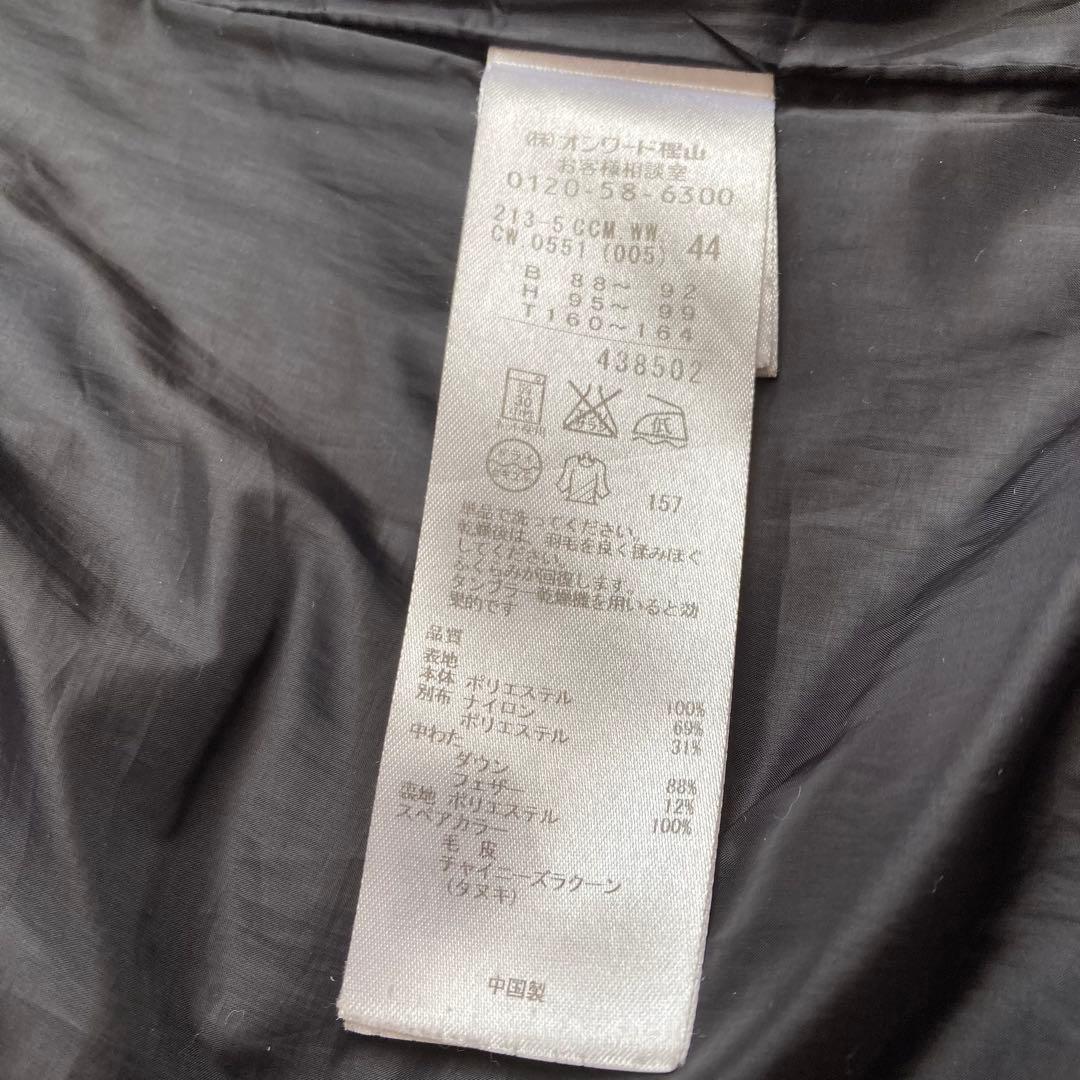 (株)オンワード樫山
お客様相談室
0120-58-6300
213-5 CCM WW
CW 0551 (005) 44
B 88～ 92
H 95～ 99
T 160～164
438502
低
157
単品で洗ってください。
乾燥後は、羽毛を良く揉みほぐ
してください。
ふくらみが回復します。
タンブラー乾燥機を用いると効
果的です
品質
表地
本体 ポリエステル 100%
別布 ナイロン 69%
ポリエステル 31%
中わた
ダウン 88%
フェザー 12%
裏地 ポリエステル 100%
スペアカラー
毛 皮
チャイニーズラクーン
(タヌキ)
中国製